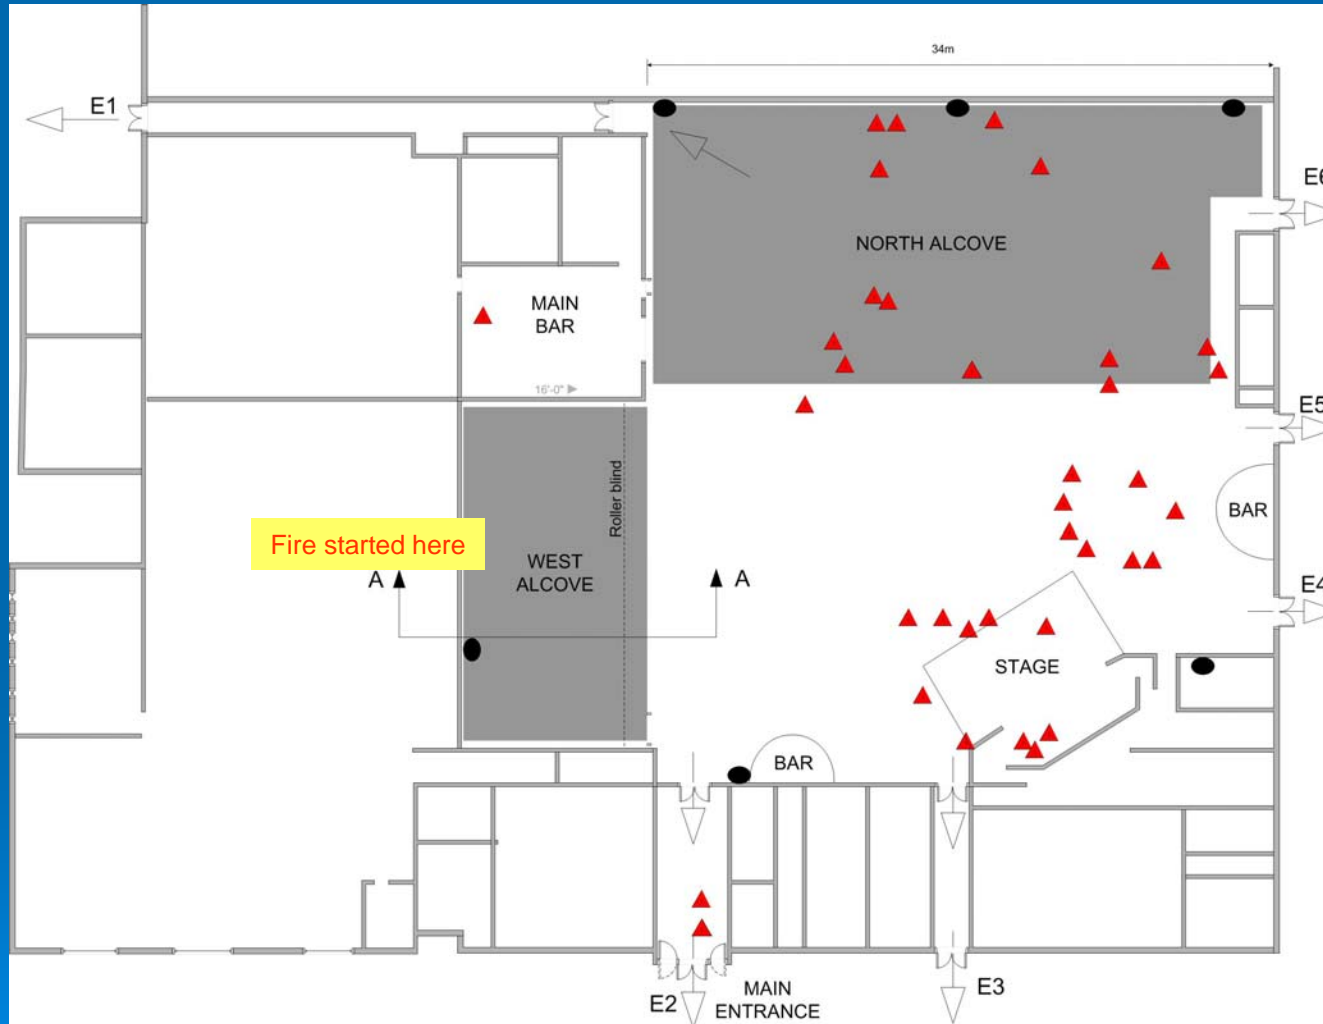 34m
E1
E6
NORTH ALCOVE
MAIN
BAR
16'-0"
E5
Roller blind
BAR
Fire started here
WEST
ALCOVE
A
A
E4
STAGE
BAR
E2
MAIN
ENTRANCE
E3